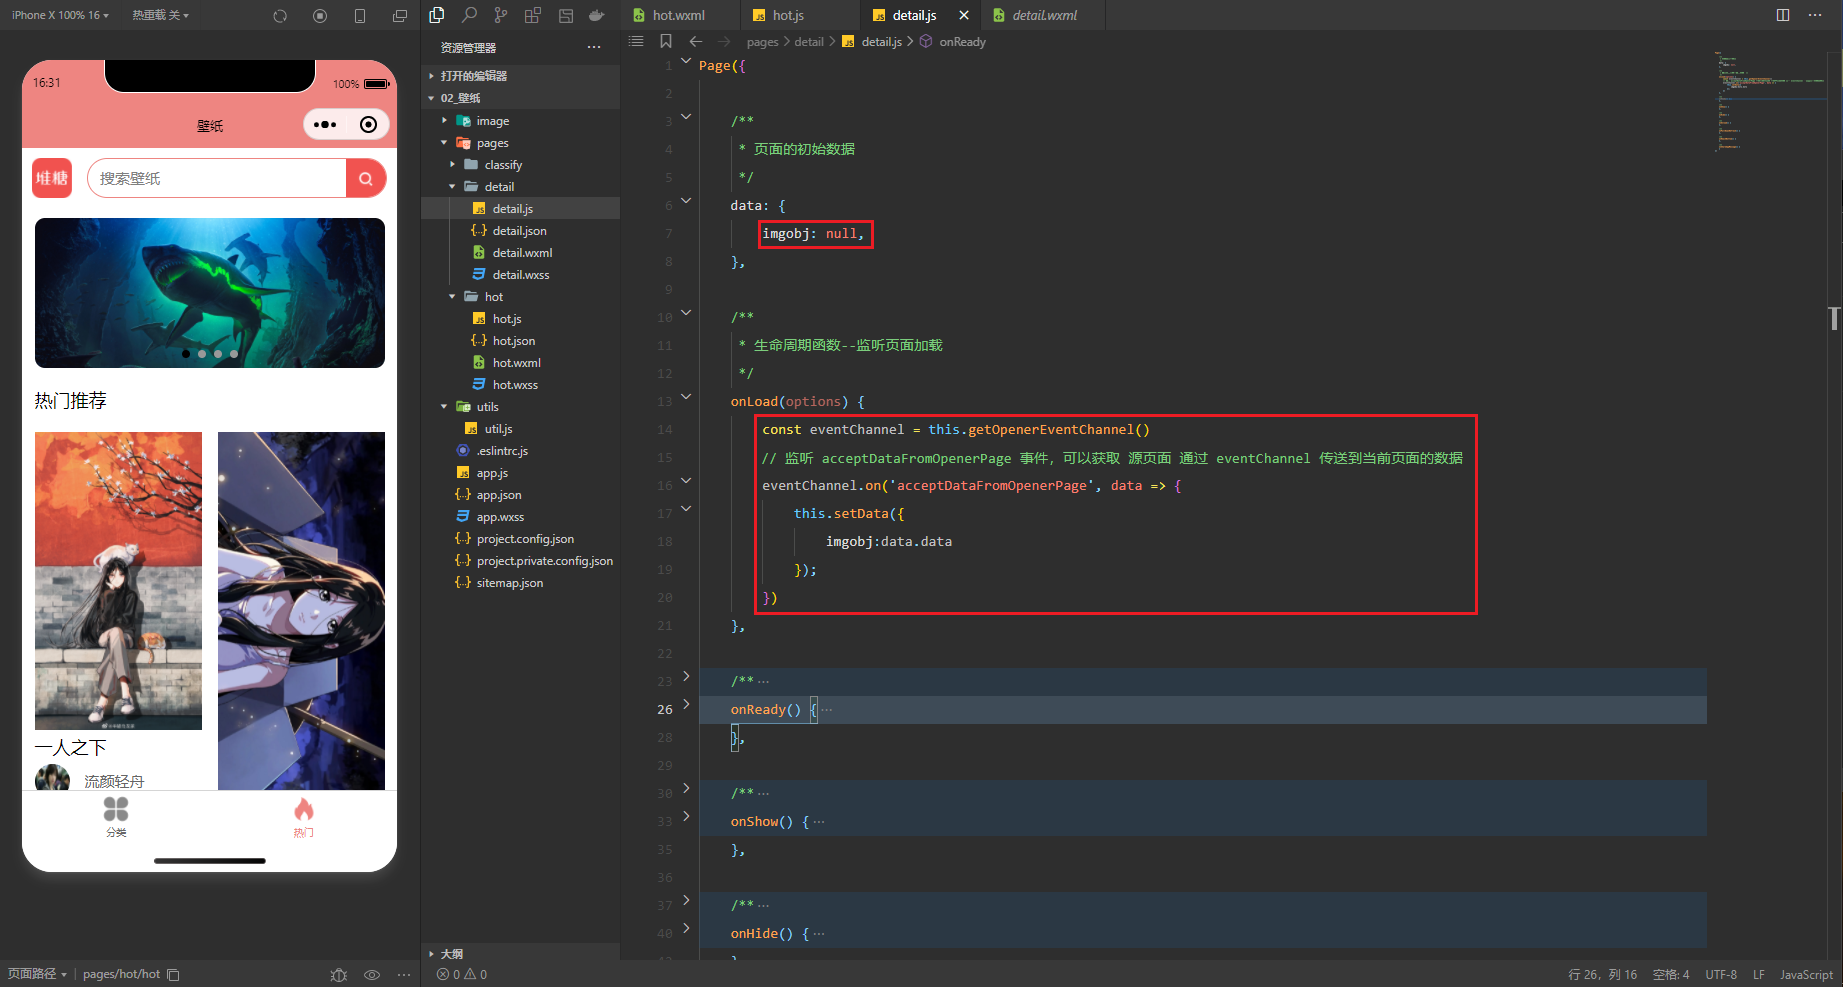 iPhone X 100% 16
热重载 关
16:31
100%
壁纸
堆糖
搜索壁纸
热门推荐
一人之下
流颜轻舟
分类
热门
页面路径
pages/hot/hot
资源管理器
打开的编辑器
02_壁纸
image
pages
classify
detail
detail.js
detail.json
detail.wxml
detail.wxss
hot
hot.js
hot.json
hot.wxml
hot.wxss
utils
util.js
.eslintrc.js
app.js
app.json
app.wxss
project.config.json
project.private.config.json
sitemap.json
大纲
0 0
hot.wxml
hot.js
detail.js
detail.wxml
pages > detail > detail.js > onReady
1 Page({
2
3 /**
4 * 页面的初始数据
5 */
6 data: {
7 imgobj: null,
8 },
9
10 /**
11 * 生命周期函数--监听页面加载
12 */
13 onLoad(options) {
14 const eventChannel = this.getOpenerEventChannel()
15 // 监听 acceptDataFromOpenerPage 事件，可以获取 源页面 通过 eventChannel 传送到当前页面的数据
16 eventChannel.on('acceptDataFromOpenerPage', data => {
17 this.setData({
18 imgobj:data.data
19 });
20 })
21 },
22
23 /** ···
26 onReady() { ···
28 },
29
30 /** ···
33 onShow() { ···
35 },
36
37 /** ···
40 onHide() { ···
行 26，列 16
空格: 4
UTF-8
LF
JavaScript